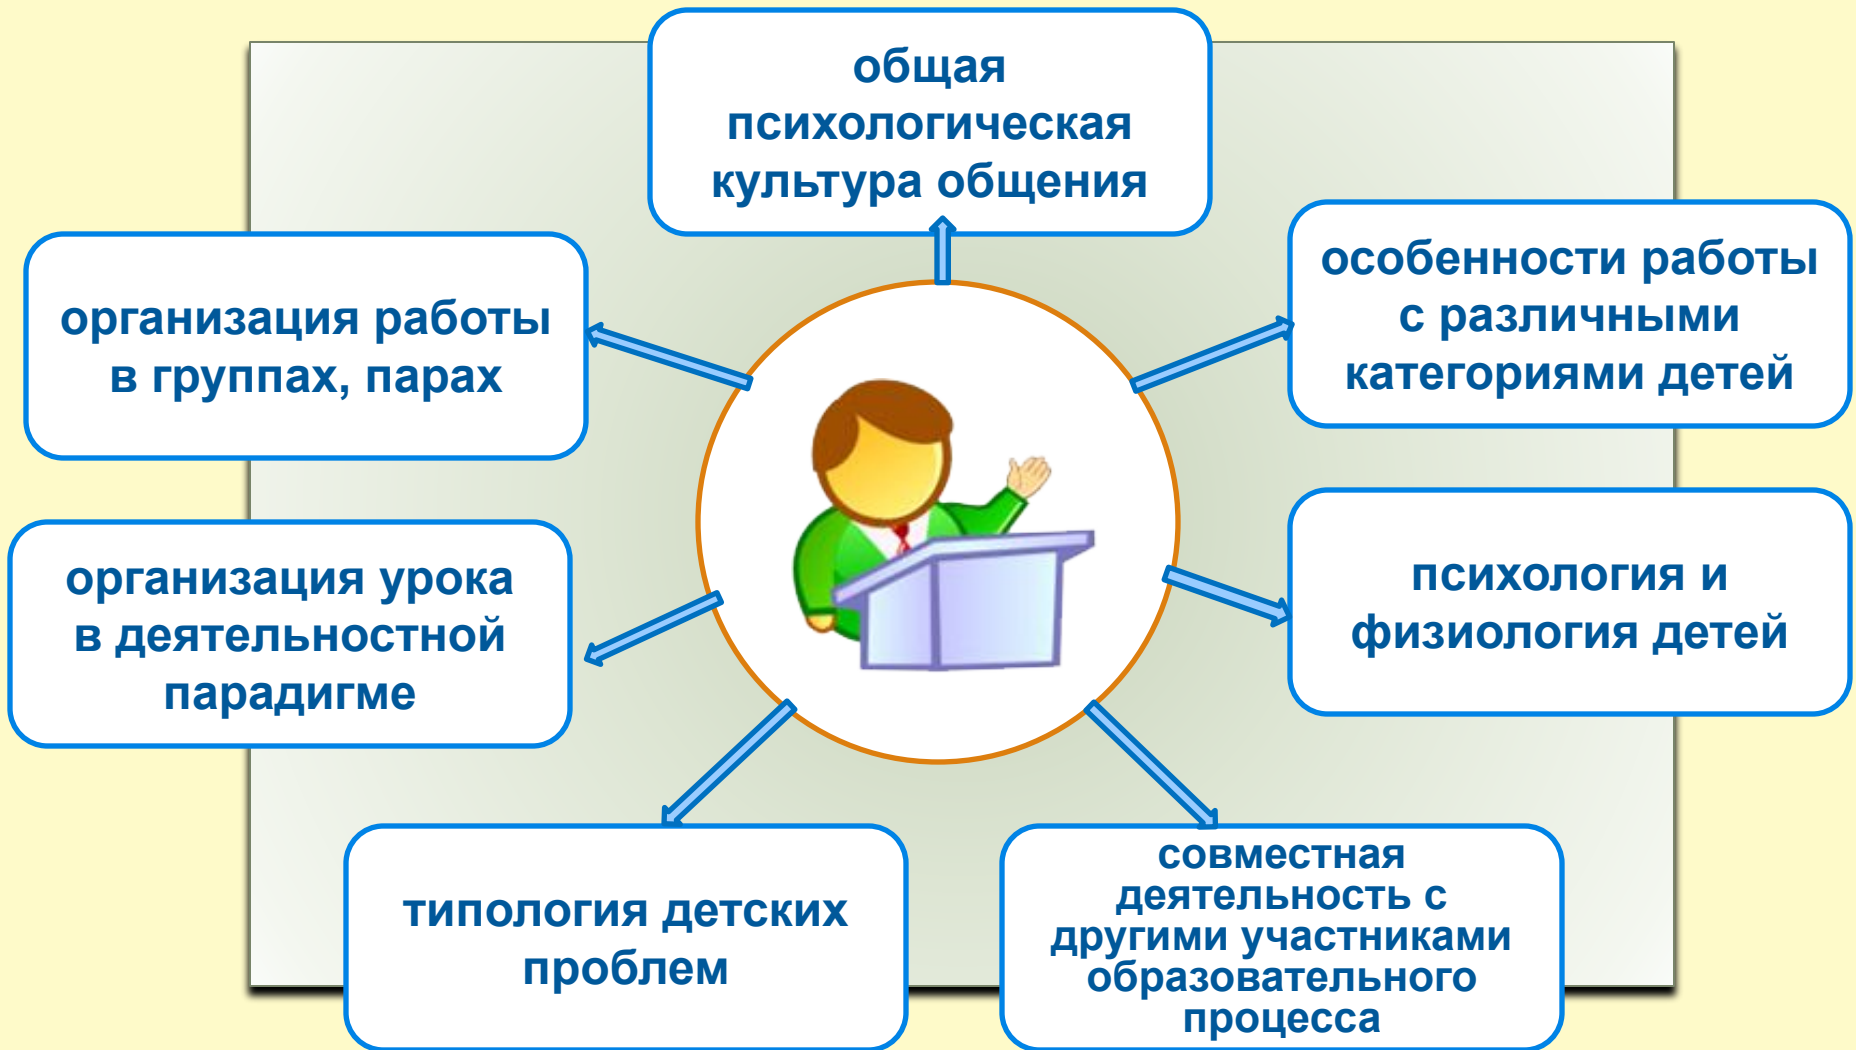 общая
психологическая
культура общения
особенности работы
с различными
категориями детей
организация работы
в группах, парах
организация урока
в деятельностной
парадигме
психология и
физиология детей
типология детских
проблем
совместная
деятельность с
другими участниками
образовательного
процесса